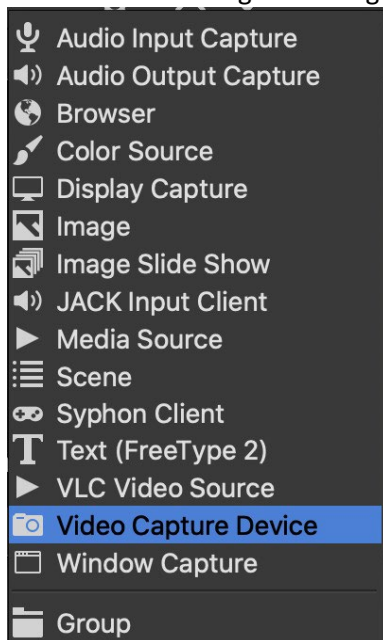 Audio Input Capture
Audio Output Capture
Browser
Color Source
Display Capture
Image
Image Slide Show
JACK Input Client
Media Source
Scene
Syphon Client
Text (FreeType 2)
VLC Video Source
Video Capture Device
Window Capture
Group